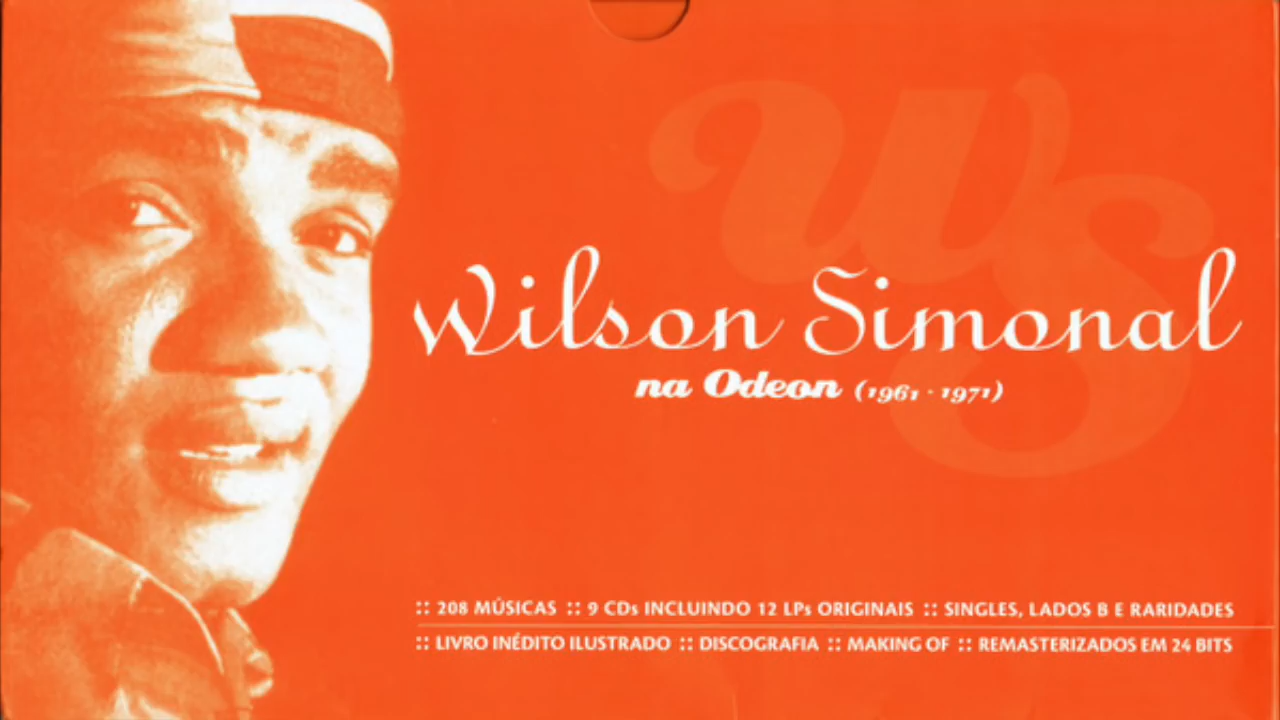 WS
Wilson Simonal
na Odeon (1961 - 1971)
:: 208 MÚSICAS :: 9 CDs INCLUINDO 12 LPs ORIGINAIS :: SINGLES, LADOS B E RARIDADES
:: LIVRO INÉDITO ILUSTRADO :: DISCOGRAFIA :: MAKING OF :: REMASTERIZADOS EM 24 BITS